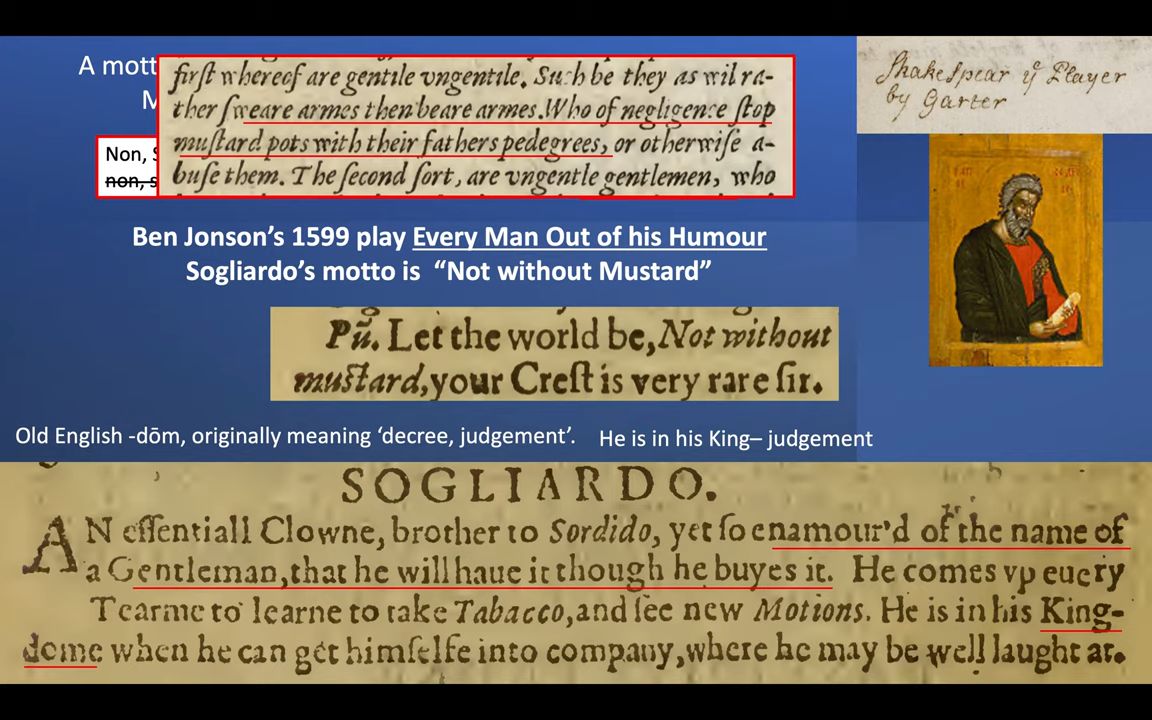 A mott
M
first whereof are gentile vngentile. Such be they as wil ra-
ther sweare armes then beare armes. Who of negligence stop
mustard pots with their fathers pedegrees, or otherwise a-
buse them. The second sort, are vngentle gentlemen, who
Non, S
non, s
Shakespear yͤ Player
by Garter
Ben Jonson’s 1599 play Every Man Out of his Humour
Sogliardo’s motto is “Not without Mustard”
Pū. Let the world be, Not without
mustard, your Crest is very rare sir.
Old English -dōm, originally meaning ‘decree, judgement’.
He is in his King– judgement
SOGLIARDO.
AN essentiall Clowne, brother to Sordido, yet so enamour'd of the name of
a Gentleman, that he will haue it though he buyes it. He comes vp euery
Tearme to learne to take Tabacco, and see new Motions. He is in his King-
dome when he can get himselfe into company, where he may be well laught at.